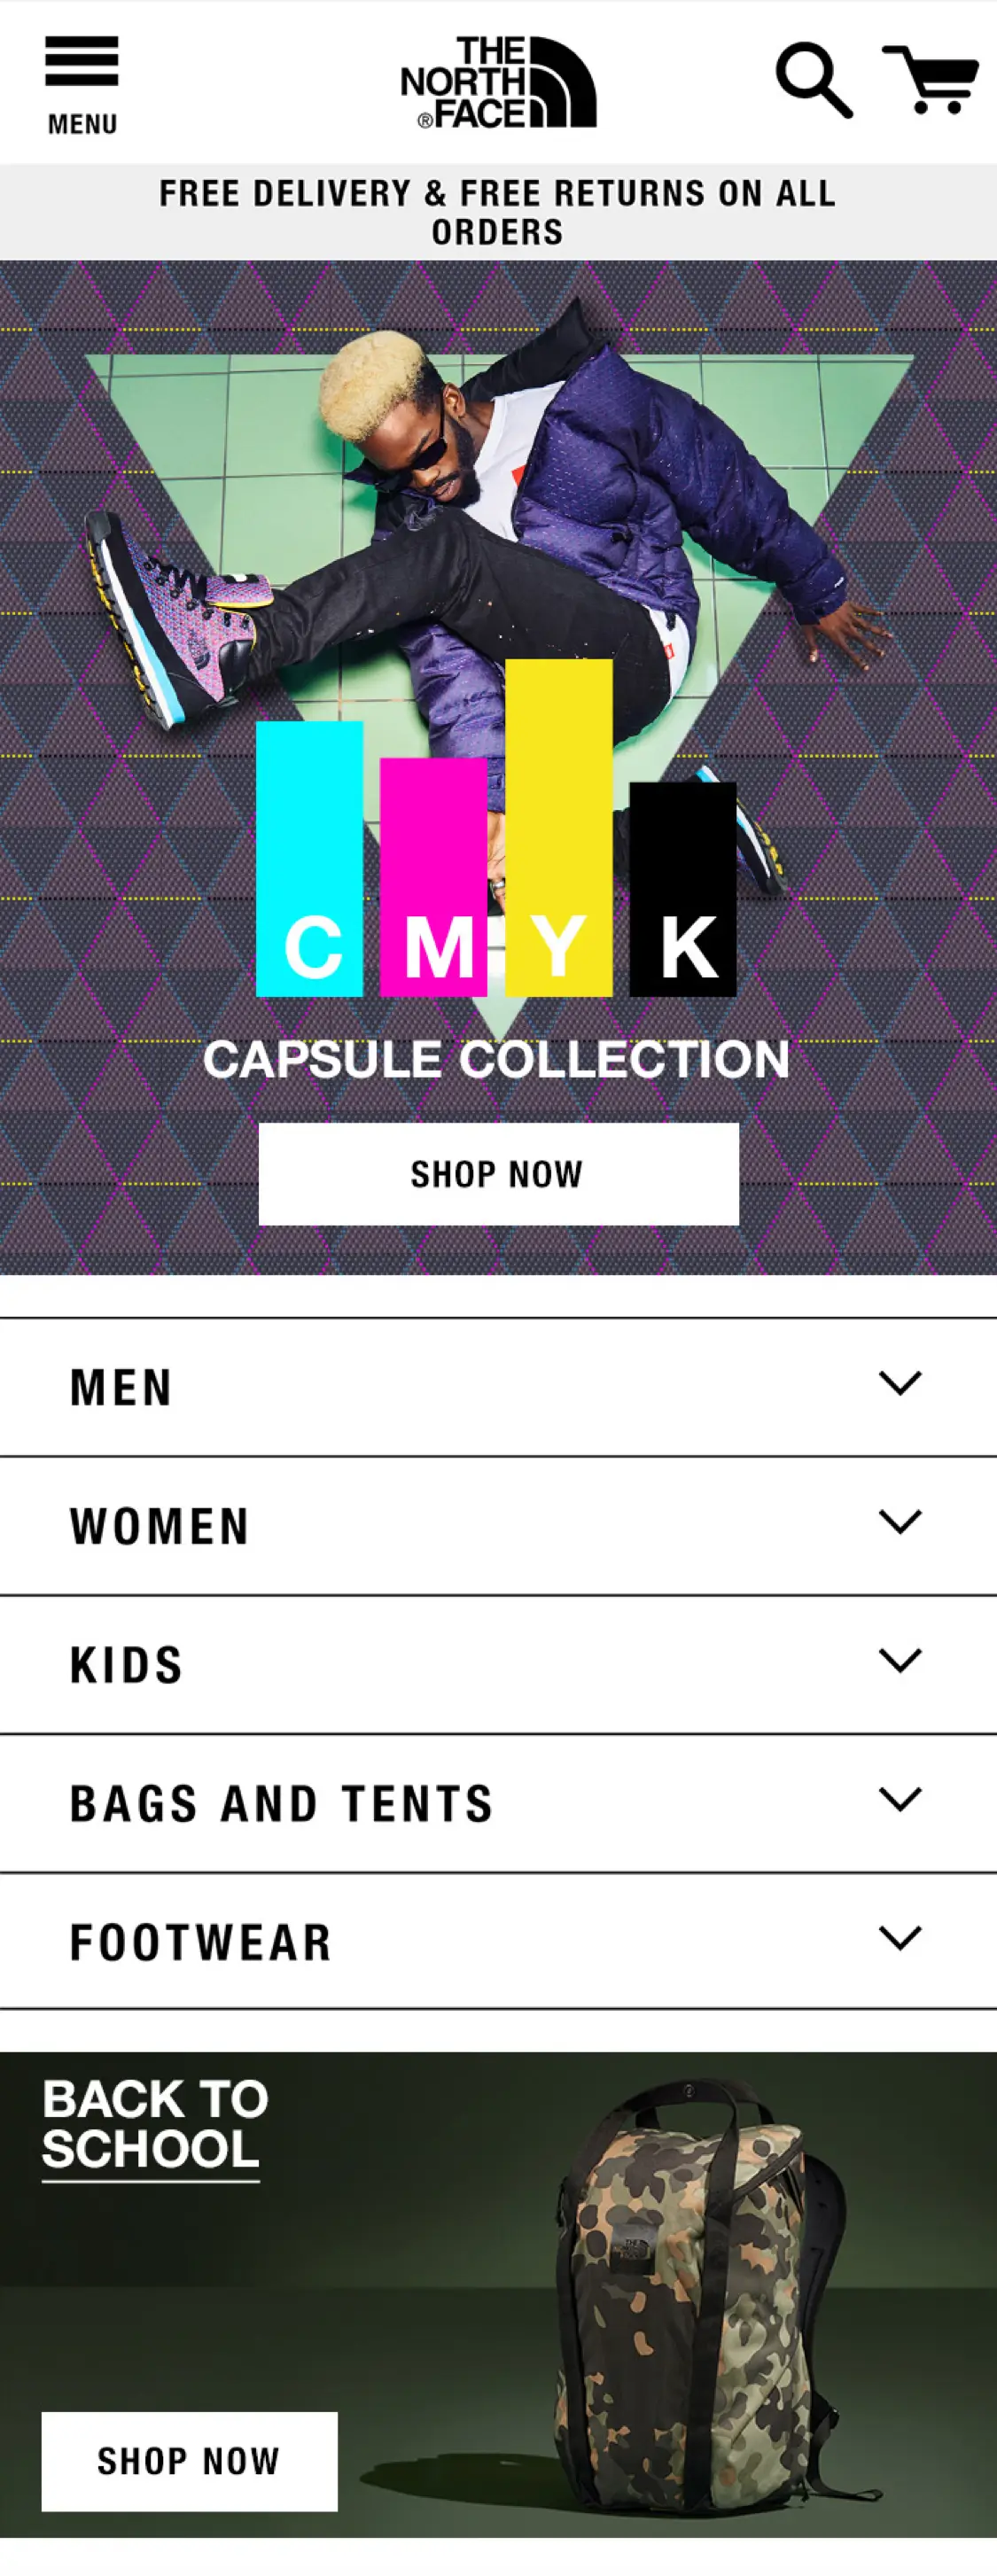 THE
NORTH
®FACE
MENU
FREE DELIVERY & FREE RETURNS ON ALL
ORDERS
C M Y K
CAPSULE COLLECTION
SHOP NOW
MEN
WOMEN
KIDS
BAGS AND TENTS
FOOTWEAR
BACK TO
SCHOOL
SHOP NOW